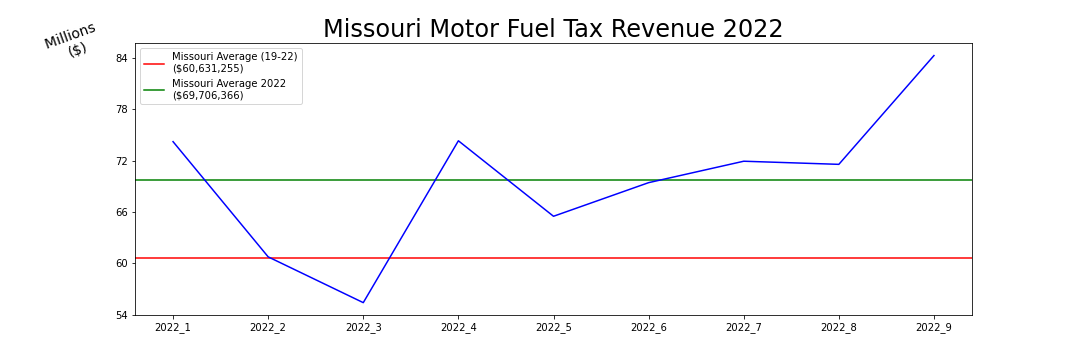 Missouri Motor Fuel Tax Revenue 2022
Millions
($)
Missouri Average (19-22)
($60,631,255)
Missouri Average 2022
($69,706,366)
84
78
72
66
60
54
2022_1 2022_2 2022_3 2022_4 2022_5 2022_6 2022_7 2022_8 2022_9